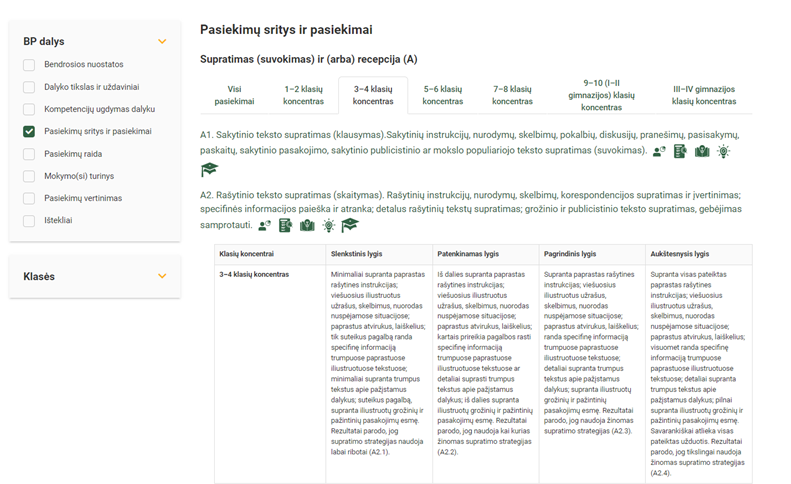 BP dalys
Bendrosios nuostatos
Dalyko tikslas ir uždaviniai
Kompetencijų ugdymas dalyku
Pasiekimų sritys ir pasiekimai
Pasiekimų raida
Mokymo(si) turinys
Pasiekimų vertinimas
Ištekliai
Klasės
Pasiekimų sritys ir pasiekimai
Supratimas (suvokimas) ir (arba) recepcija (A)
Visi
pasiekimai
1–2 klasių
koncentras
3–4 klasių
koncentras
5–6 klasių
koncentras
7–8 klasių
koncentras
9–10 (I–II
gimnazijos) klasių
koncentras
III–IV gimnazijos
klasių koncentras
A1. Sakytinio teksto supratimas (klausymas).Sakytinių instrukcijų, nurodymų, skelbimų, pokalbių, diskusijų, pranešimų, pasisakymų,
paskaitų, sakytinio pasakojimo, sakytinio publicistinio ar mokslo populiariojo teksto supratimas (suvokimas).
A2. Rašytinio teksto supratimas (skaitymas). Rašytinių instrukcijų, nurodymų, skelbimų, korespondencijos supratimas ir įvertinimas;
specifinės informacijos paieška ir atranka; detalus rašytinių tekstų supratimas; grožinio ir publicistinio teksto supratimas, gebėjimas
samprotauti.
Klasių koncentrai
Slenkstinis lygis
Patenkinamas lygis
Pagrindinis lygis
Aukštesnysis lygis
3–4 klasių koncentras
Minimaliai supranta paprastas
rašytines instrukcijas;
viešuosius iliustruotus
užrašus, skelbimus, nuorodas
nuspėjamose situacijose;
paprastus atvirukus, laiškelius;
tik suteikus pagalbą randa
specifinę informaciją
trumpuose paprastuose
iliustruotuose tekstuose;
minimaliai supranta trumpus
tekstus apie pažįstamus
dalykus; suteikus pagalbą,
supranta iliustruotų grožinių ir
pažintinių pasakojimų esmę.
Rezultatai parodo, jog
supratimo strategijas naudoja
labai ribotai (A2.1).
Iš dalies supranta paprastas
rašytines instrukcijas;
viešuosius iliustruotus
užrašus, skelbimus, nuorodas
nuspėjamose situacijose;
paprastus atvirukus, laiškelius;
kartais prireikia pagalbos rasti
specifinę informaciją
trumpuose paprastuose
iliustruotuose tekstuose ar
detaliai suprasti trumpus
tekstus apie pažįstamus
dalykus; iš dalies supranta
iliustruotų grožinių ir pažintinių
pasakojimų esmę. Rezultatai
parodo, jog naudoja kai kurias
žinomas supratimo strategijas
(A2.2).
Supranta paprastas rašytines
instrukcijas; viešuosius
iliustruotus užrašus,
skelbimus, nuorodas
nuspėjamose situacijose;
paprastus atvirukus, laiškelius;
randa specifinę informaciją
trumpuose paprastuose
iliustruotuose tekstuose;
detaliai supranta trumpus
tekstus apie pažįstamus
dalykus; supranta iliustruotų
grožinių ir pažintinių
pasakojimų esmę. Rezultatai
parodo, jog naudoja žinomas
supratimo strategijas (A2.3).
Supranta visas pateiktas
paprastas rašytines
instrukcijas; viešuosius
iliustruotus užrašus,
skelbimus, nuorodas
nuspėjamose situacijose;
paprastus atvirukus, laiškelius;
visuomet randa specifinę
informaciją trumpuose
paprastuose iliustruotuose
tekstuose; detaliai supranta
trumpus tekstus apie
pažįstamus dalykus; pilnai
supranta iliustruotų grožinių ir
pažintinių pasakojimų esmę.
Savarankiškai atlieka visas
pateiktas užduotis. Rezultatai
parodo, jog tikslingai naudoja
žinomas supratimo strategijas
(A2.4).